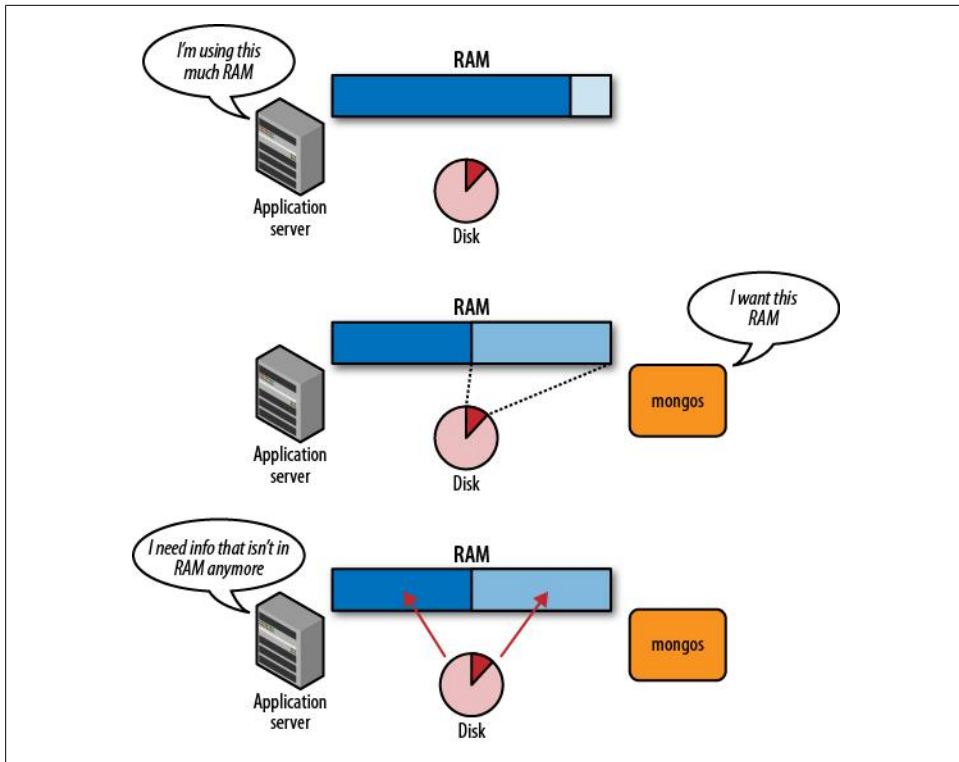 I'm using this
much RAM
RAM
Application
server
Disk
RAM
I want this
RAM
mongos
Application
server
Disk
I need info that isn't in
RAM anymore
RAM
mongos
Application
server
Disk